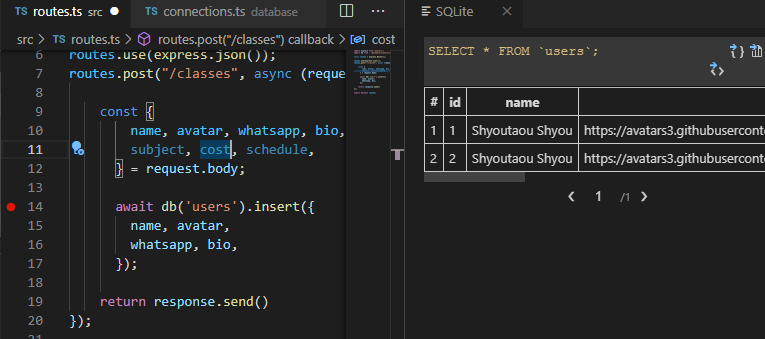 TS routes.ts src
TS connections.ts database
src > TS routes.ts > routes.post("/classes") callback > cost
6 routes.use(express.json());
7 routes.post("/classes", async (reque
8
9 const {
10 name, avatar, whatsapp, bio,
11 subject, cost, schedule,
12 } = request.body;
13
14 await db('users').insert({
15 name, avatar,
16 whatsapp, bio,
17 });
18
19 return response.send()
20 });
21
SQLite
SELECT * FROM `users`;
# id name
1 1 Shyoutaou Shyou https://avatars3.githubuserconte
2 2 Shyoutaou Shyou https://avatars3.githubuserconte
1 /1